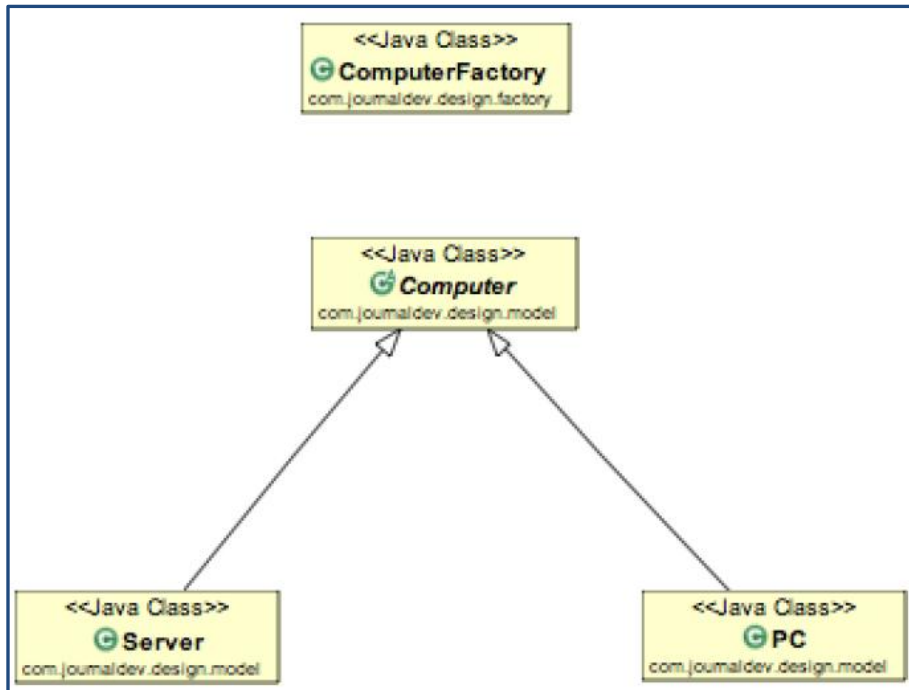 <<Java Class>>
ComputerFactory
com.journaldev.design.factory
<<Java Class>>
Computer
com.journaldev.design.model
<<Java Class>>
Server
com.journaldev.design.model
<<Java Class>>
PC
com.journaldev.design.model